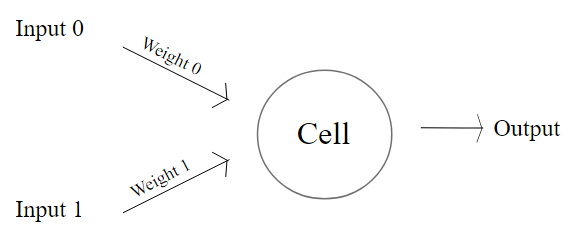 Input 0
Weight 0
Cell
Output
Weight 1
Input 1